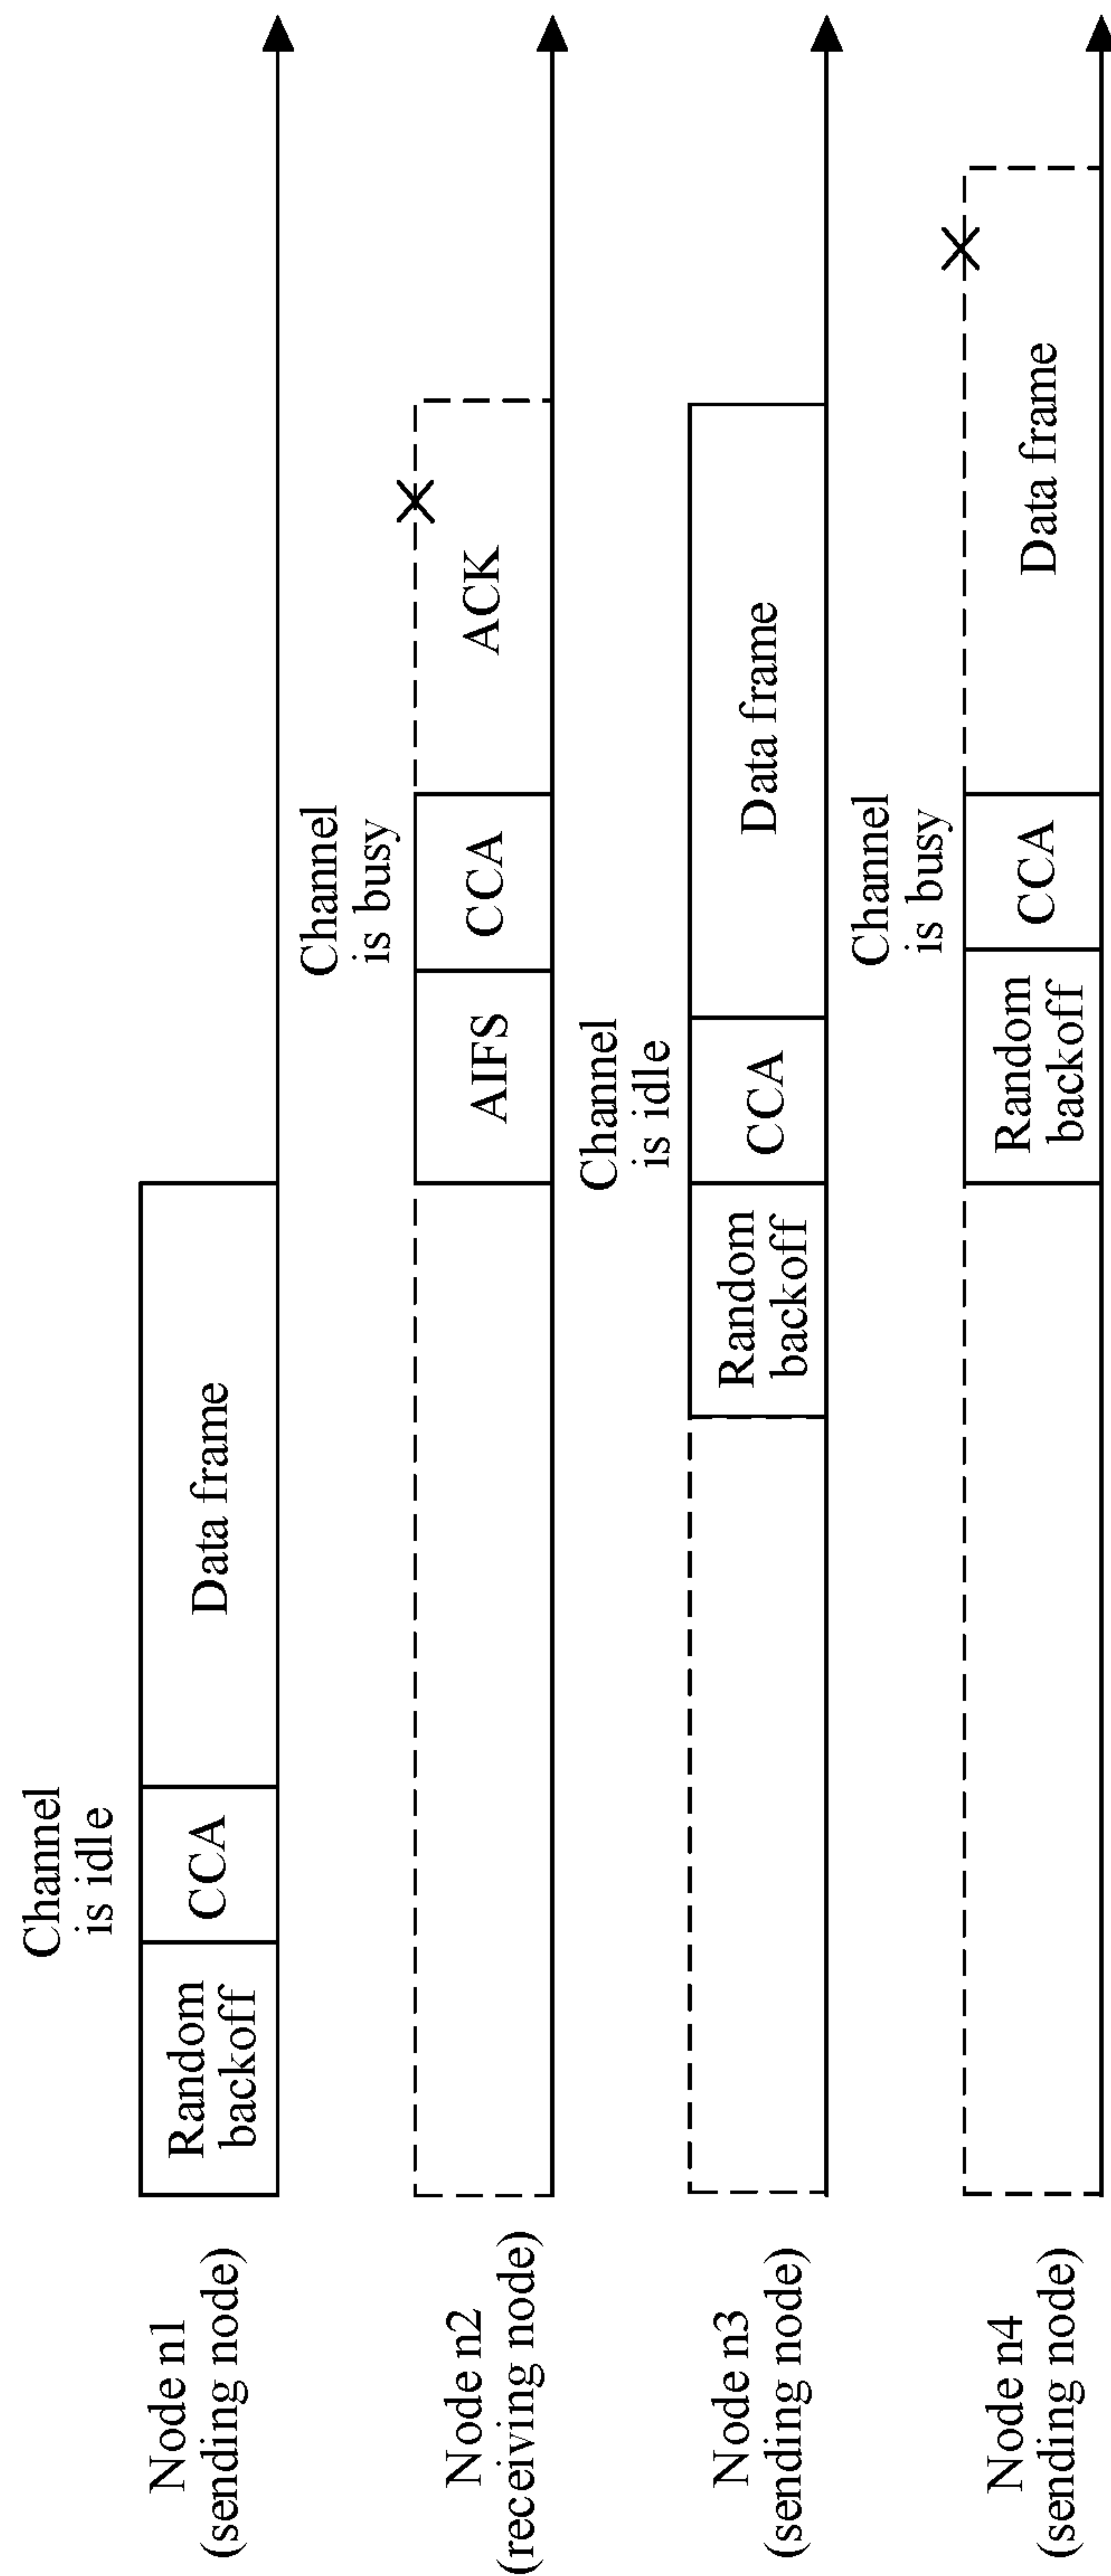 Node n1
(sending node)
Random
backoff
CCA
Channel
is idle
Data frame
Node n2
(receiving node)
AIFS
CCA
Channel
is busy
ACK
Node n3
(sending node)
Random
backoff
CCA
Channel
is idle
Data frame
Node n4
(sending node)
Random
backoff
CCA
Channel
is busy
Data frame